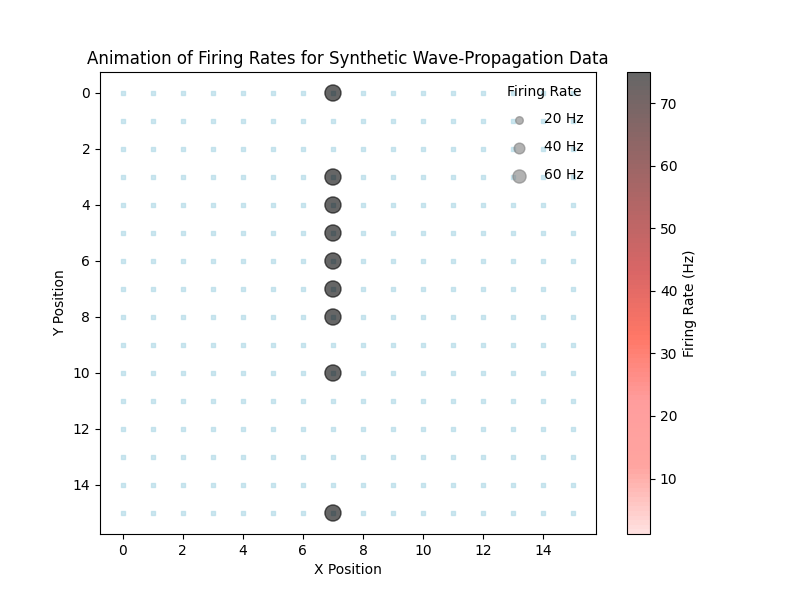 Animation of Firing Rates for Synthetic Wave-Propagation Data
Firing Rate
20 Hz
40 Hz
60 Hz
0
2
4
6
8
10
12
14
Y Position
0 2 4 6 8 10 12 14
X Position
70
60
50
40
30
20
10
Firing Rate (Hz)